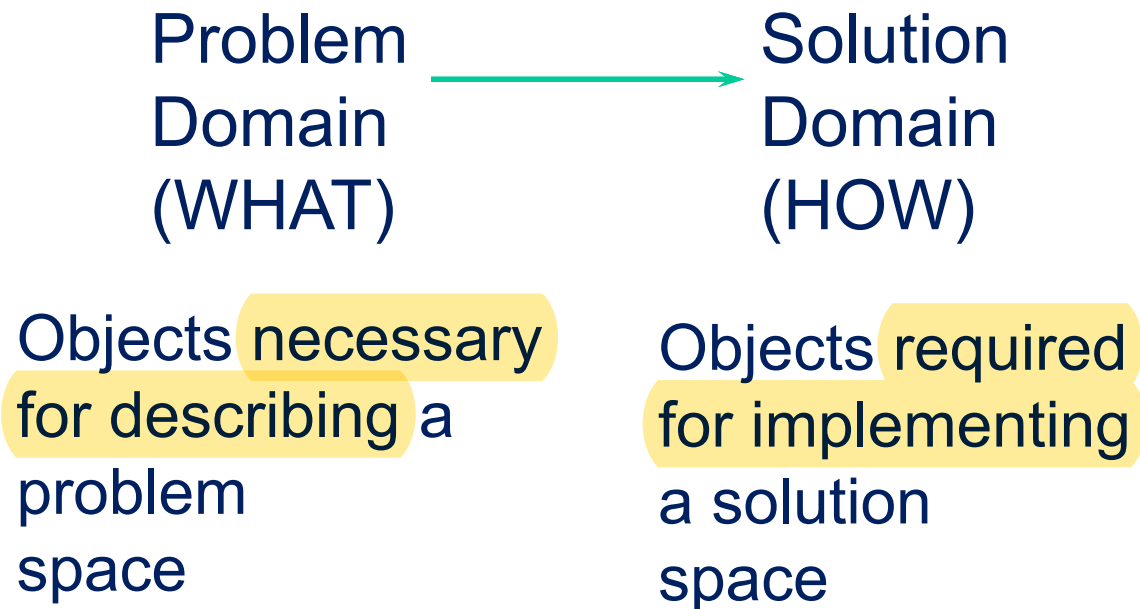 Problem
Domain
(WHAT)
Solution
Domain
(HOW)
Objects necessary
for describing a
problem
space
Objects required
for implementing
a solution
space